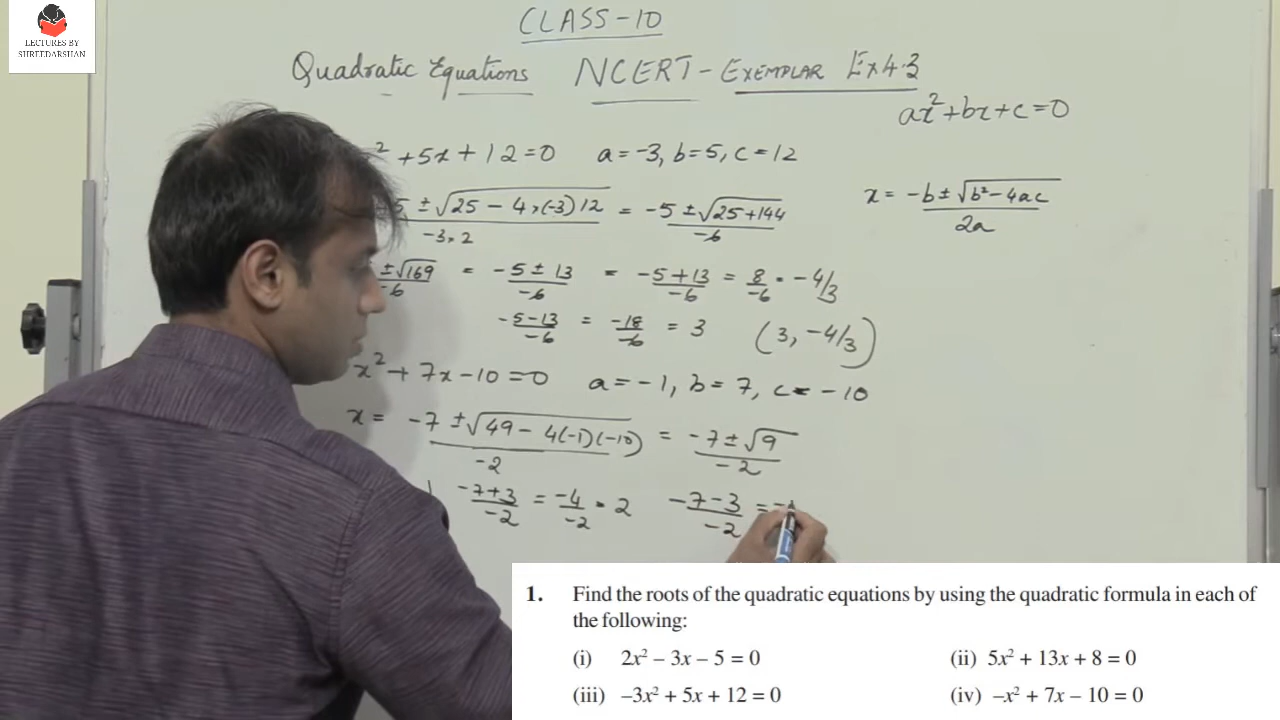 LECTURES BY
SHREEDARSHAN
CLASS-10
Quadratic Equations NCERT - EXEMPLAR Ex 4.3
ax² + bx + c = 0
² + 5x + 12 = 0 a = -3, b = 5, c = 12
5 ± √25 - 4×(-3)12 / -3×2 = -5 ± √25+144 / -6
x = -b ± √b² - 4ac / 2a
± √169 / -6 = -5 ± 13 / -6 = -5+13 / -6 = 8 / -6 = -4/3
-5-13 / -6 = -18 / -6 = 3 (3, -4/3)
x² + 7x - 10 = 0 a = -1, b = 7, c = -10
x = -7 ± √49 - 4(-1)(-10) / -2 = -7 ± √9 / -2
-7+3 / -2 = -4 / -2 = 2 -7-3 / -2 = -1
1. Find the roots of the quadratic equations by using the quadratic formula in each of
the following:
(i) 2x² – 3x – 5 = 0 (ii) 5x² + 13x + 8 = 0
(iii) –3x² + 5x + 12 = 0 (iv) –x² + 7x – 10 = 0